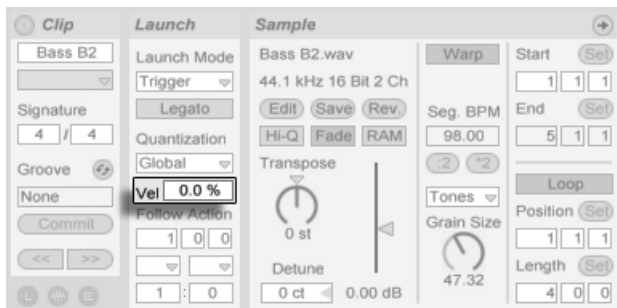 Clip
Bass B2
Signature
4 / 4
Groove
None
Commit
<< >>
L E
Launch
Launch Mode
Trigger
Legato
Quantization
Global
Vel 0.0 %
Follow Action
1 0 0
1 : 0
Sample
Bass B2.wav
44.1 kHz 16 Bit 2 Ch
Edit Save Rev.
Hi-Q Fade RAM
Transpose
0 st
Detune
0 ct 0.00 dB
Warp
Seg. BPM
98.00
:2 *2
Tones
Grain Size
47.32
Start Set
1 1 1
End Set
5 1 1
Loop
Position Set
1 1 1
Length Set
4 0 0